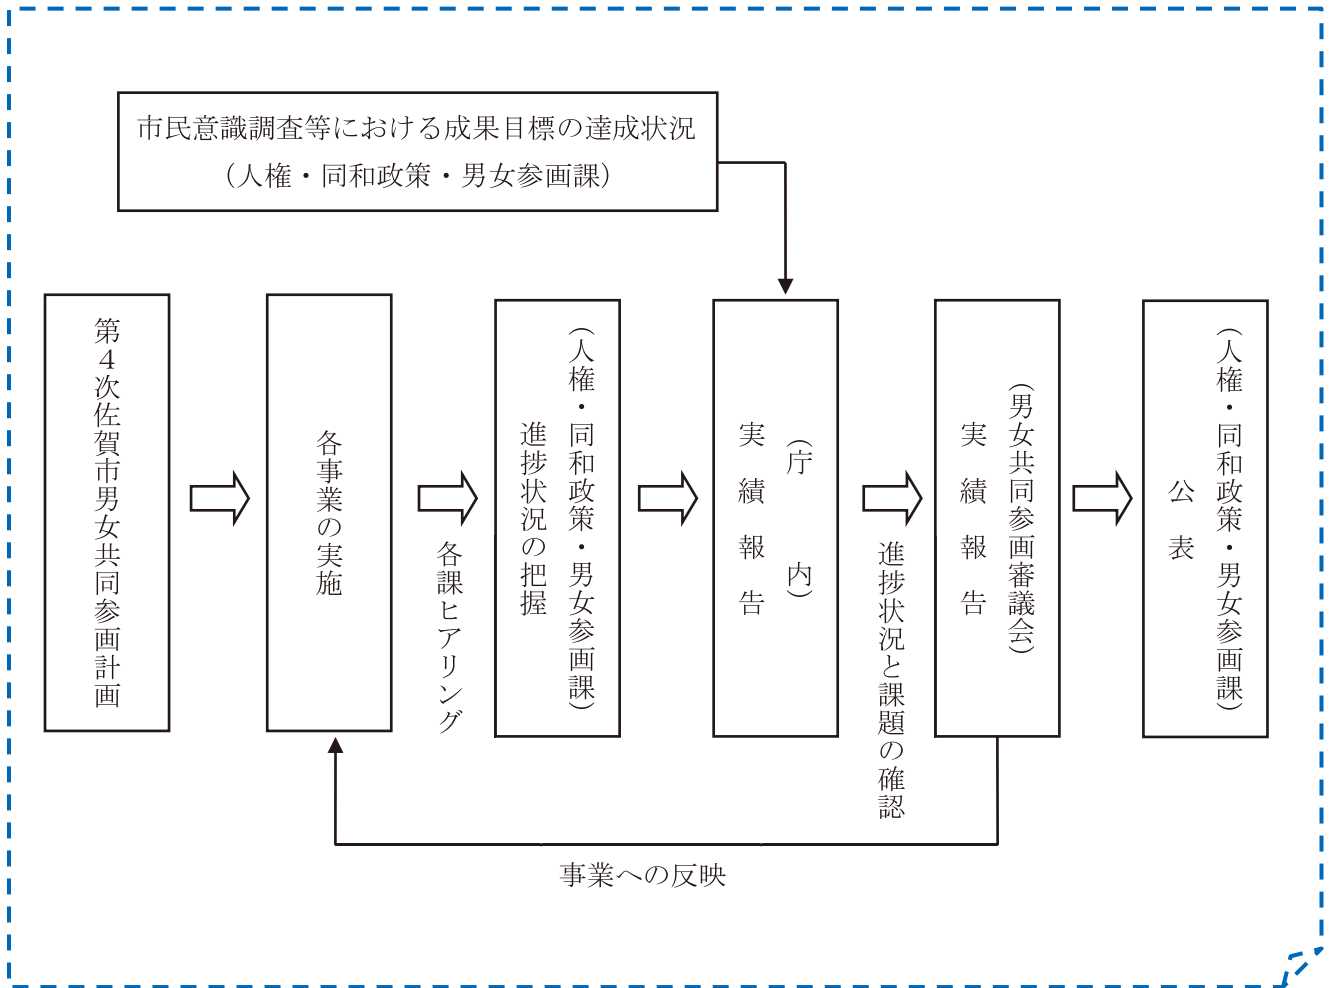 市民意識調査等における成果目標の達成状況
（人権・同和政策・男女参画課）
第４次佐賀市男女共同参画計画
各事業の実施
各課ヒアリング
（人権・同和政策・男女参画課）
進捗状況の把握
（庁内）
実績報告
進捗状況と課題の確認
（男女共同参画審議会）
実績報告
（人権・同和政策・男女参画課）
公表
事業への反映